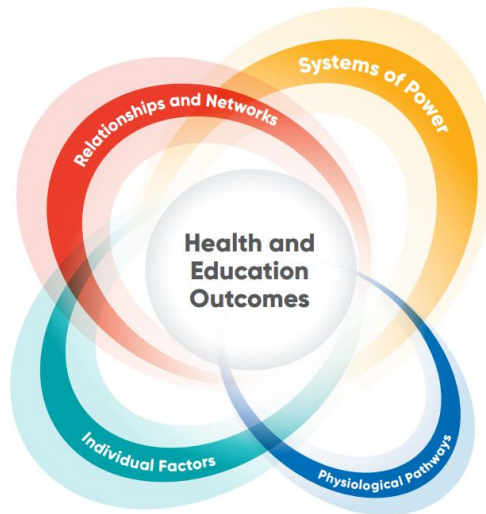 Systems of Power
Relationships and Networks
Health and
Education
Outcomes
Individual Factors
Physiological Pathways